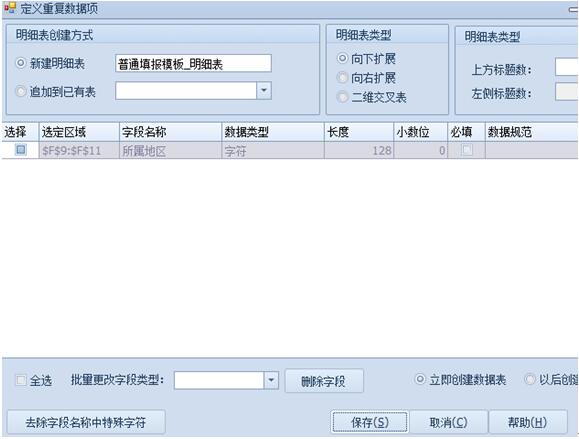 定义重复数据项
明细表创建方式
新建明细表 普通填报模板_明细表
追加到已有表
明细表类型
向下扩展
向右扩展
二维交叉表
明细表类型
上方标题数:
左侧标题数:
选择 选定区域 字段名称 数据类型 长度 小数位 必填 数据规范
$F$9:$F$11 所属地区 字符 128 0
全选 批量更改字段类型: 删除字段 立即创建数据表 以后创建
去除字段名称中特殊字符 保存(S) 取消(C) 帮助(H)